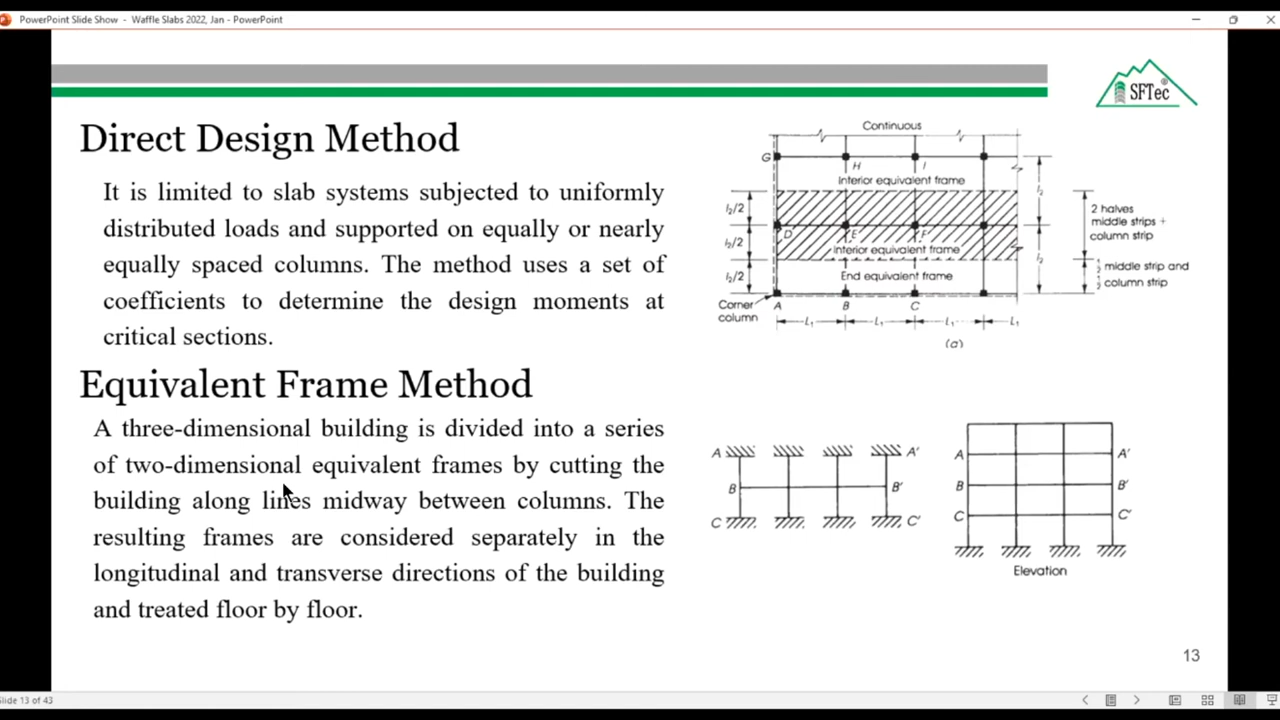 PowerPoint Slide Show - Waffle Slabs 2022, Jan - PowerPoint
SFTec
Direct Design Method
It is limited to slab systems subjected to uniformly
distributed loads and supported on equally or nearly
equally spaced columns. The method uses a set of
coefficients to determine the design moments at
critical sections.
Equivalent Frame Method
A three-dimensional building is divided into a series
of two-dimensional equivalent frames by cutting the
building along lines midway between columns. The
resulting frames are considered separately in the
longitudinal and transverse directions of the building
and treated floor by floor.
Continuous
G
H I
Interior equivalent frame
l₂/2
D E F
l₂/2
Interior equivalent frame
l₂/2
End equivalent frame
l₂
l₂
2 halves
middle strips +
column strip
½ middle strip and
½ column strip
Corner
column
A B C
L₁ L₁ L₁ L₁
(a)
A A'
B B'
C C'
A A'
B B'
C C'
Elevation
13
Slide 13 of 43